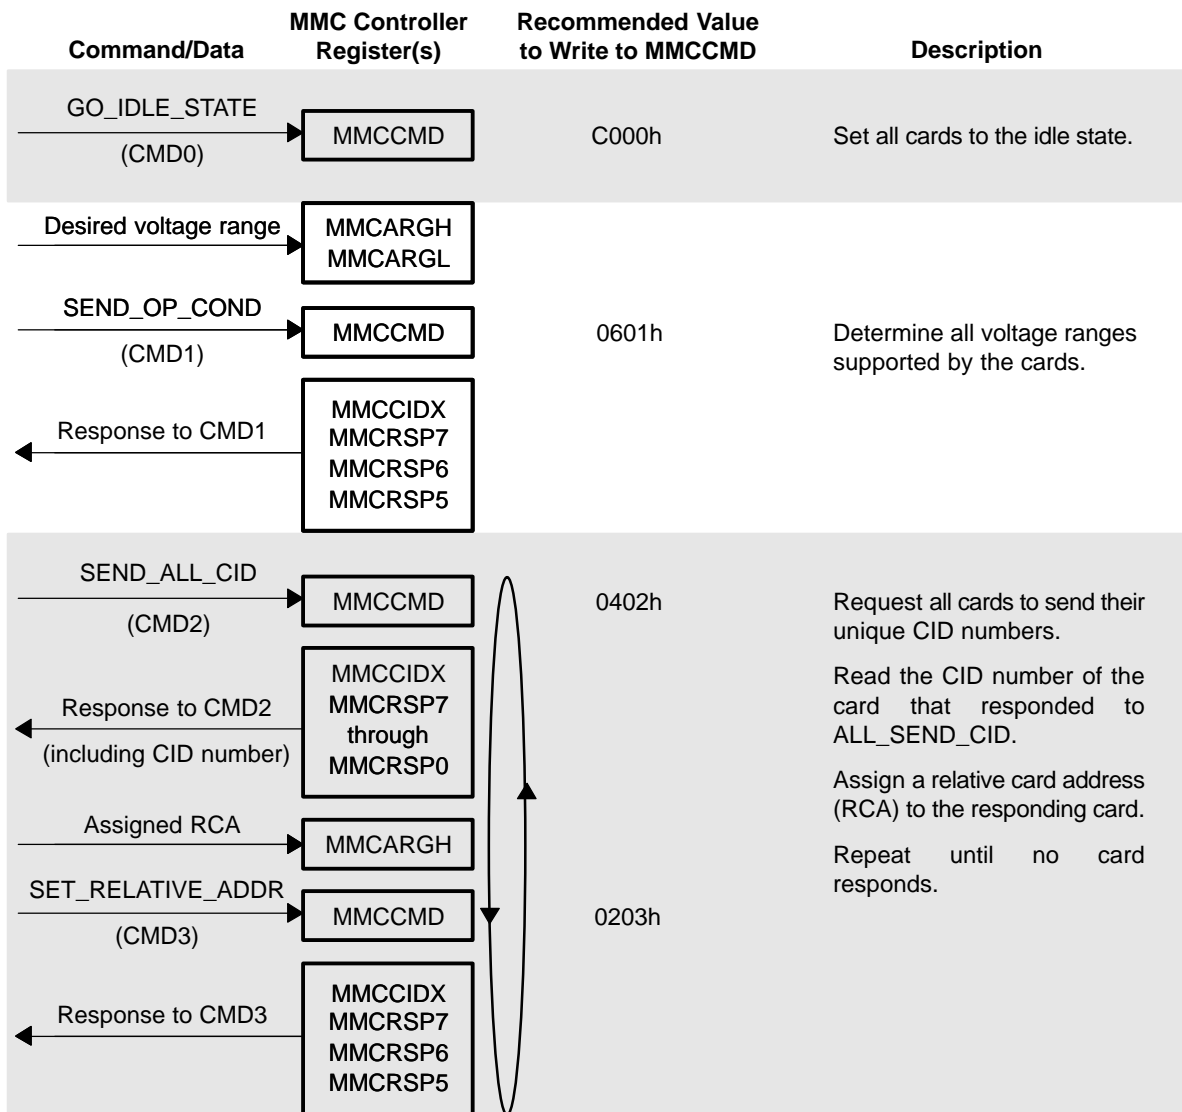 Command/Data
MMC Controller
Register(s)
Recommended Value
to Write to MMCCMD
Description
GO_IDLE_STATE
(CMD0)
MMCCMD
C000h
Set all cards to the idle state.
Desired voltage range
MMCARGH
MMCARGL
SEND_OP_COND
(CMD1)
MMCCMD
0601h
Determine all voltage ranges
supported by the cards.
Response to CMD1
MMCCIDX
MMCRSP7
MMCRSP6
MMCRSP5
SEND_ALL_CID
(CMD2)
MMCCMD
0402h
Request all cards to send their
unique CID numbers.
Response to CMD2
(including CID number)
MMCCIDX
MMCRSP7
through
MMCRSP0
Read the CID number of the
card that responded to
ALL_SEND_CID.
Assigned RCA
MMCARGH
Assign a relative card address
(RCA) to the responding card.
SET_RELATIVE_ADDR
(CMD3)
MMCCMD
0203h
Repeat until no card
responds.
Response to CMD3
MMCCIDX
MMCRSP7
MMCRSP6
MMCRSP5